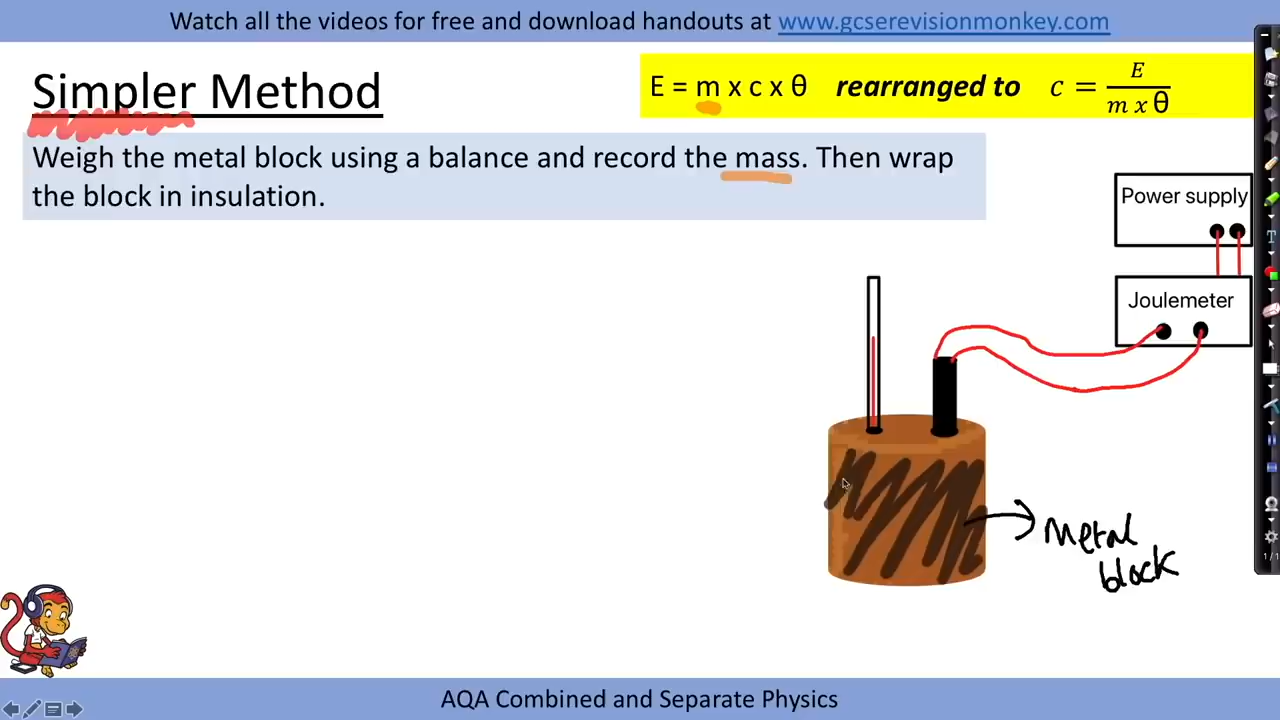 Watch all the videos for free and download handouts at www.gcserevisionmonkey.com
Simpler Method
E = m x c x θ rearranged to c = E / m x θ
Weigh the metal block using a balance and record the mass. Then wrap
the block in insulation.
Power supply
Joulemeter
Metal
block
1/1
AQA Combined and Separate Physics